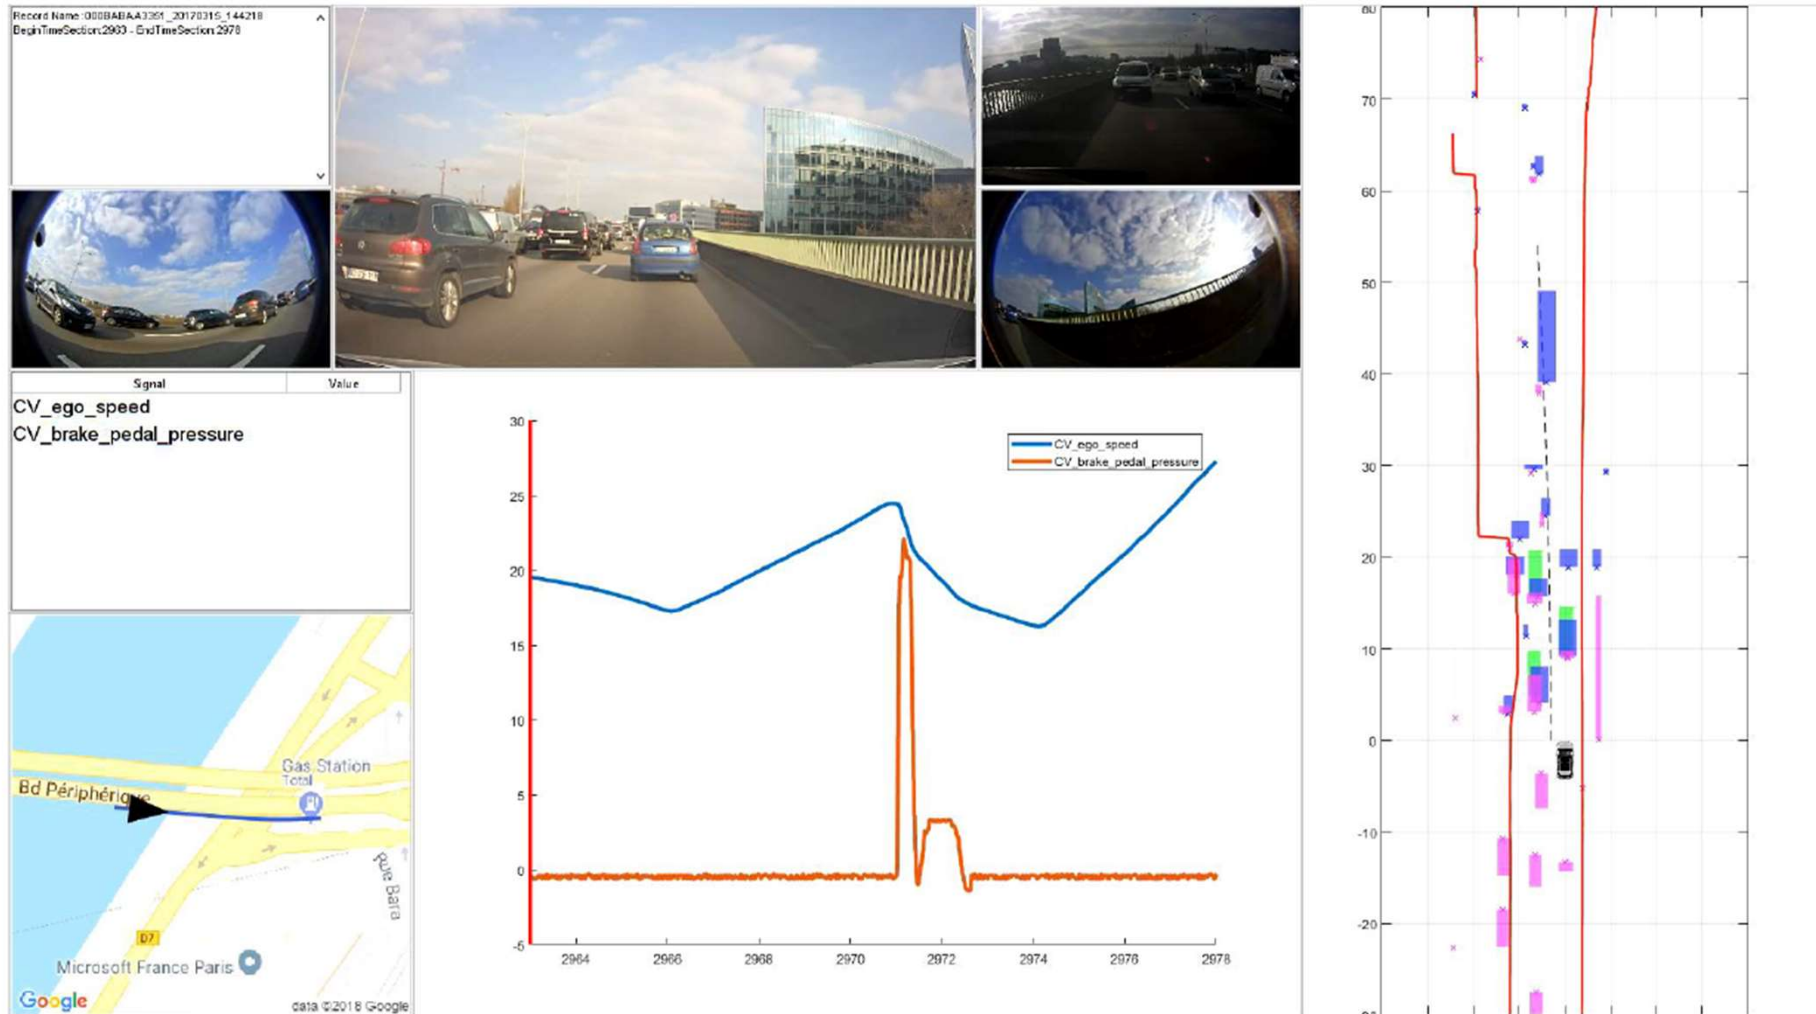 Record Name :000BABAA3351_20170315_144218
BeginTimeSection:2963 - EndTimeSection:2978
Signal Value
CV_ego_speed
CV_brake_pedal_pressure
30
25
20
15
10
5
0
-5
2964 2966 2968 2970 2972 2974 2976 2978
CV_ego_speed
CV_brake_pedal_pressure
Gas Station
Total
Bd Périphérique
Rue Bara
D7
Microsoft France Paris
Google
data ©2018 Google
80
70
60
50
40
30
20
10
0
-10
-20